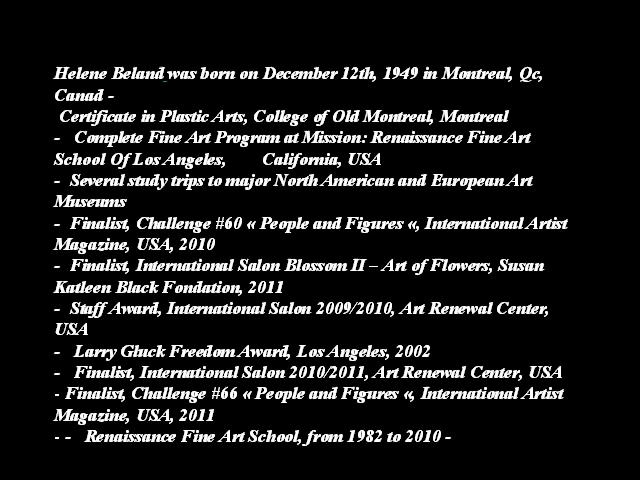 Helene Beland was born on December 12th, 1949 in Montreal, Qc,
Canad -
Certificate in Plastic Arts, College of Old Montreal, Montreal
- Complete Fine Art Program at Mission: Renaissance Fine Art
School Of Los Angeles, California, USA
- Several study trips to major North American and European Art
Museums
- Finalist, Challenge #60 « People and Figures «, International Artist
Magazine, USA, 2010
- Finalist, International Salon Blossom II – Art of Flowers, Susan
Katleen Black Fondation, 2011
- Staff Award, International Salon 2009/2010, Art Renewal Center,
USA
- Larry Gluck Freedom Award, Los Angeles, 2002
- Finalist, International Salon 2010/2011, Art Renewal Center, USA
- Finalist, Challenge #66 « People and Figures «, International Artist
Magazine, USA, 2011
- - Renaissance Fine Art School, from 1982 to 2010 -